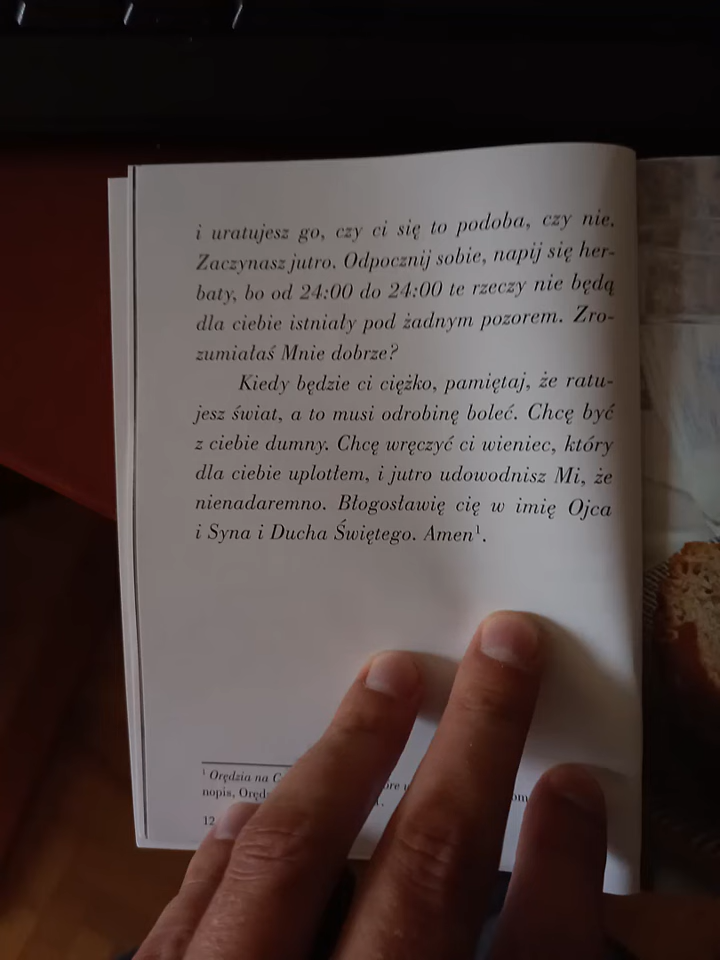 i uratujesz go, czy ci się to podoba, czy nie.
Zaczynasz jutro. Odpocznij sobie, napij się her-
baty, bo od 24:00 do 24:00 te rzeczy nie będą
dla ciebie istniały pod żadnym pozorem. Zro-
zumiałaś Mnie dobrze?
Kiedy będzie ci ciężko, pamiętaj, że ratu-
jesz świat, a to musi odrobinę boleć. Chcę być
z ciebie dumny. Chcę wręczyć ci wieniec, który
dla ciebie uplotłem, i jutro udowodnisz Mi, że
nienadaremno. Błogosławię cię w imię Ojca
i Syna i Ducha Świętego. Amen¹.
¹ Orędzia na
nopis,
12